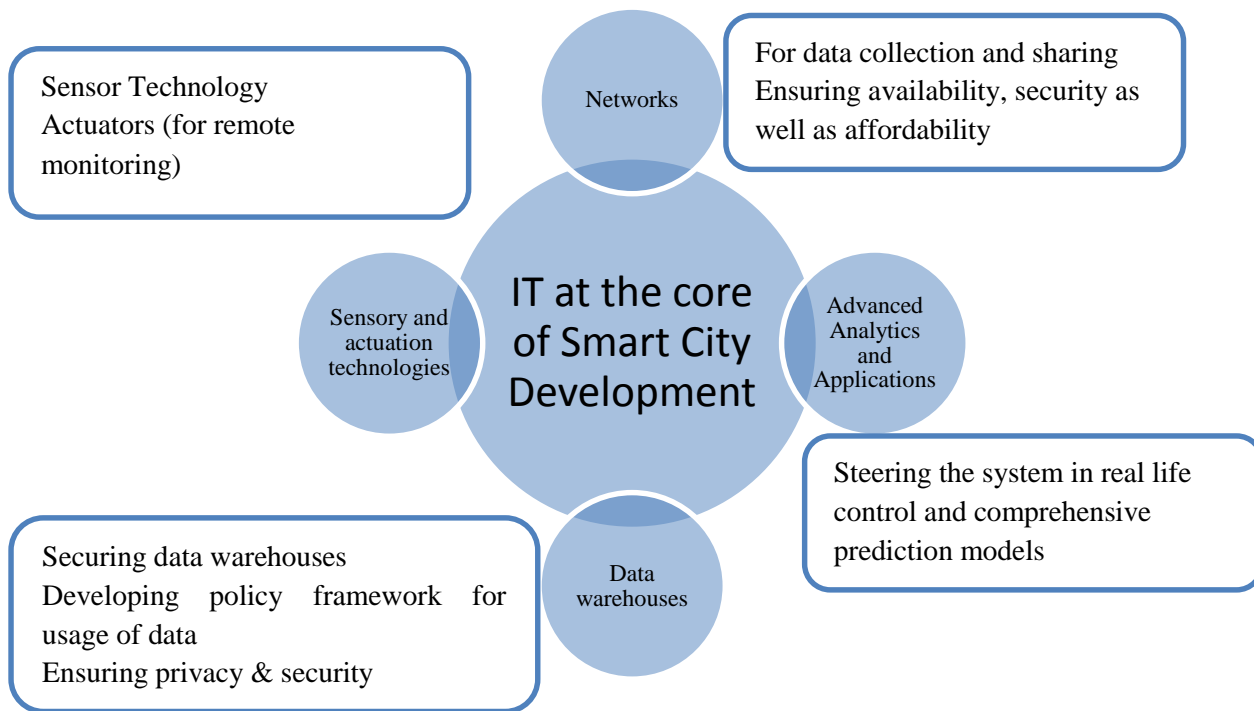 Sensor Technology
Actuators (for remote
monitoring)
Networks
For data collection and sharing
Ensuring availability, security as
well as affordability
Sensory and
actuation
technologies
IT at the core
of Smart City
Development
Advanced
Analytics
and
Applications
Steering the system in real life
control and comprehensive
prediction models
Securing data warehouses
Developing policy framework for
usage of data
Ensuring privacy & security
Data
warehouses